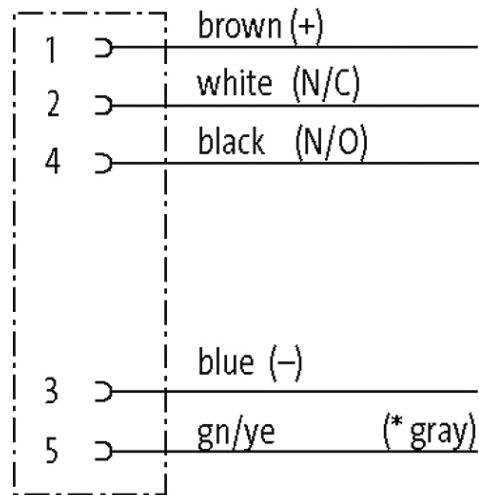 1 brown (+)
2 white (N/C)
4 black (N/O)
3 blue (–)
5 gn/ye (* gray)